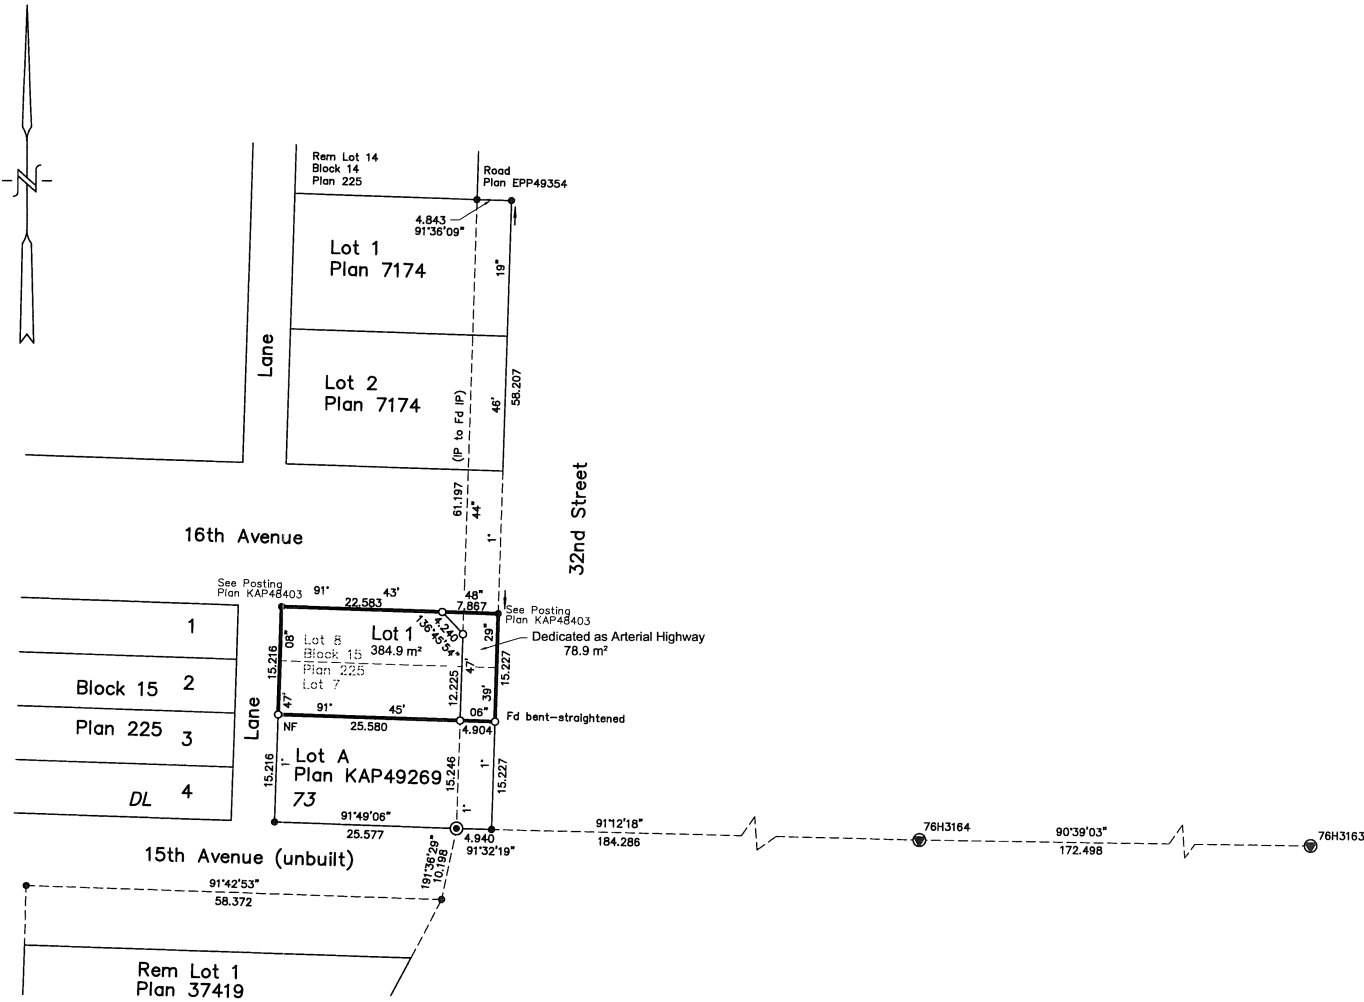 N
Rem Lot 14
Block 14
Plan 225
Road
Plan EPP49354
4.843
91°36'09"
Lot 1
Plan 7174
19"
Lane
Lot 2
Plan 7174
(IP to Fd IP)
46'
58.207
61.197
44"
1°
32nd Street
16th Avenue
See Posting
Plan KAP48403
91°
43'
48"
22.583
7.867
See Posting
Plan KAP48403
1
2
3
4
Block 15
Plan 225
DL
Lane
15.216
08"
47'
Lot 8
Block 15
Plan 225
Lot 7
Lot 1
384.9 m²
4.240
136°45'54"
29"
Dedicated as Arterial Highway
78.9 m²
12.225
47'
39'
15.227
91°
45'
06"
25.580
4.904
Fd bent-straightened
NF
15.216
1°
Lot A
Plan KAP49269
73
15.246
1°
1°
15.227
91°49'06"
25.577
4.940
91°32'19"
91°12'18"
184.286
76H3164
90°39'03"
172.498
76H3163
15th Avenue (unbuilt)
191°36'29"
10.198
91°42'53"
58.372
Rem Lot 1
Plan 37419